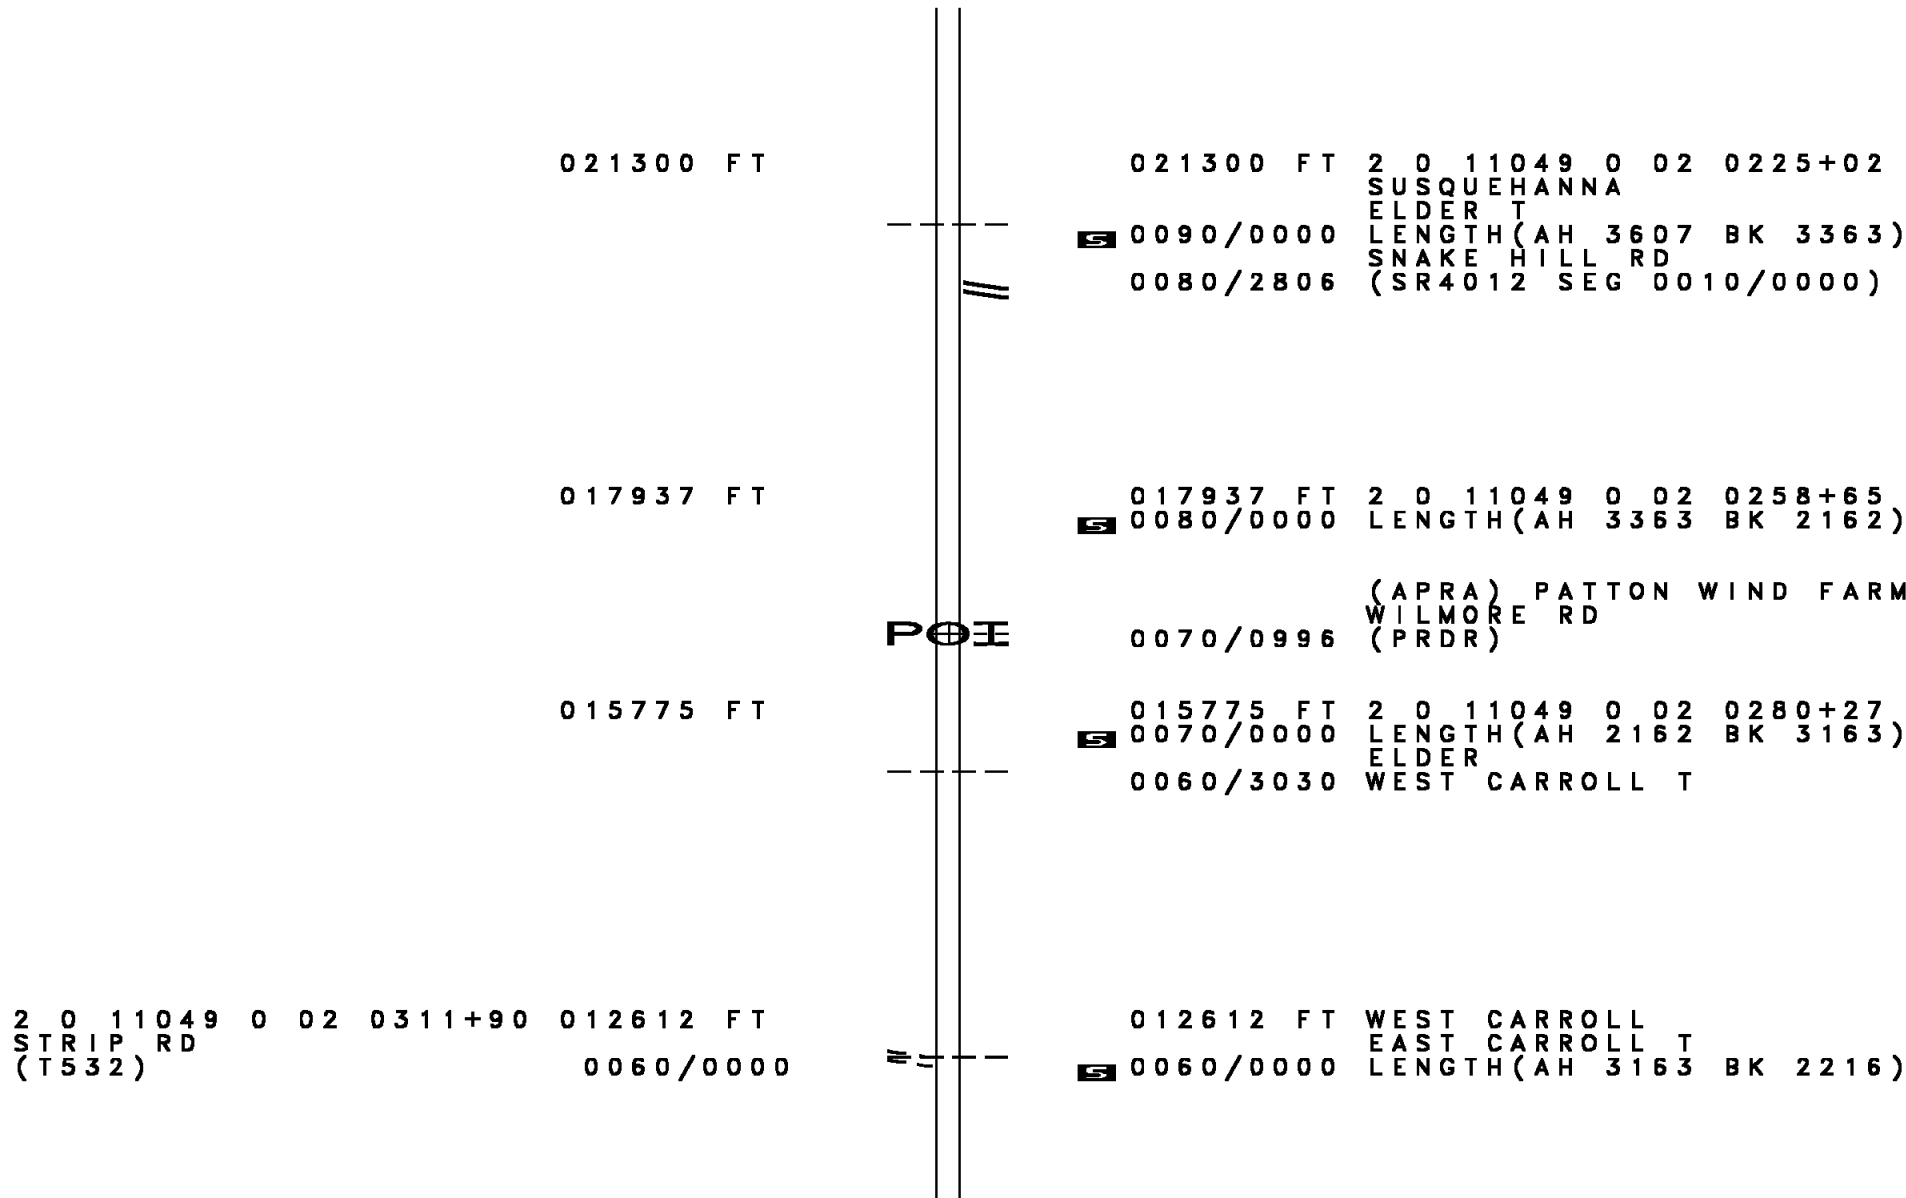 021300 FT 021300 FT 2 0 11049 0 02 0225+02
SUSQUEHANNA
ELDER T
S 0090/0000 LENGTH(AH 3607 BK 3363)
SNAKE HILL RD
0080/2806 (SR4012 SEG 0010/0000)
017937 FT 017937 FT 2 0 11049 0 02 0258+65
S 0080/0000 LENGTH(AH 3363 BK 2162)
(APRA) PATTON WIND FARM
WILMORE RD
POI 0070/0996 (PRDR)
015775 FT 015775 FT 2 0 11049 0 02 0280+27
S 0070/0000 LENGTH(AH 2162 BK 3163)
ELDER
0060/3030 WEST CARROLL T
2 0 11049 0 02 0311+90 012612 FT 012612 FT WEST CARROLL
STRIP RD EAST CARROLL T
(T532) 0060/0000 S 0060/0000 LENGTH(AH 3163 BK 2216)